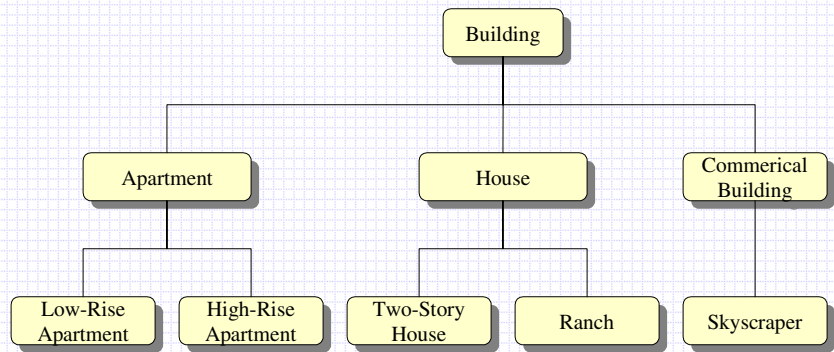 Building
Apartment
House
Commerical
Building
Low-Rise
Apartment
High-Rise
Apartment
Two-Story
House
Ranch
Skyscraper